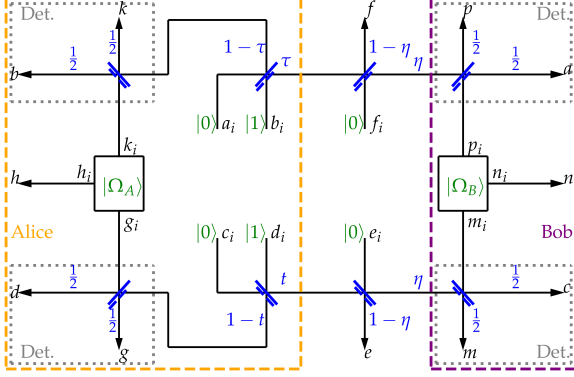 k f p
Det. Det.
1/2 1/2 1 − τ τ 1 − η η 1/2 1/2
b a
|0⟩ a_i |1⟩ b_i |0⟩ f_i
k_i p_i
h h_i |Ω_A⟩ |Ω_B⟩ n_i n
g_i m_i
Alice Bob
|0⟩ c_i |1⟩ d_i |0⟩ e_i
1/2 t η 1/2
d c
1/2 1 − t 1 − η 1/2
Det. Det.
g e m